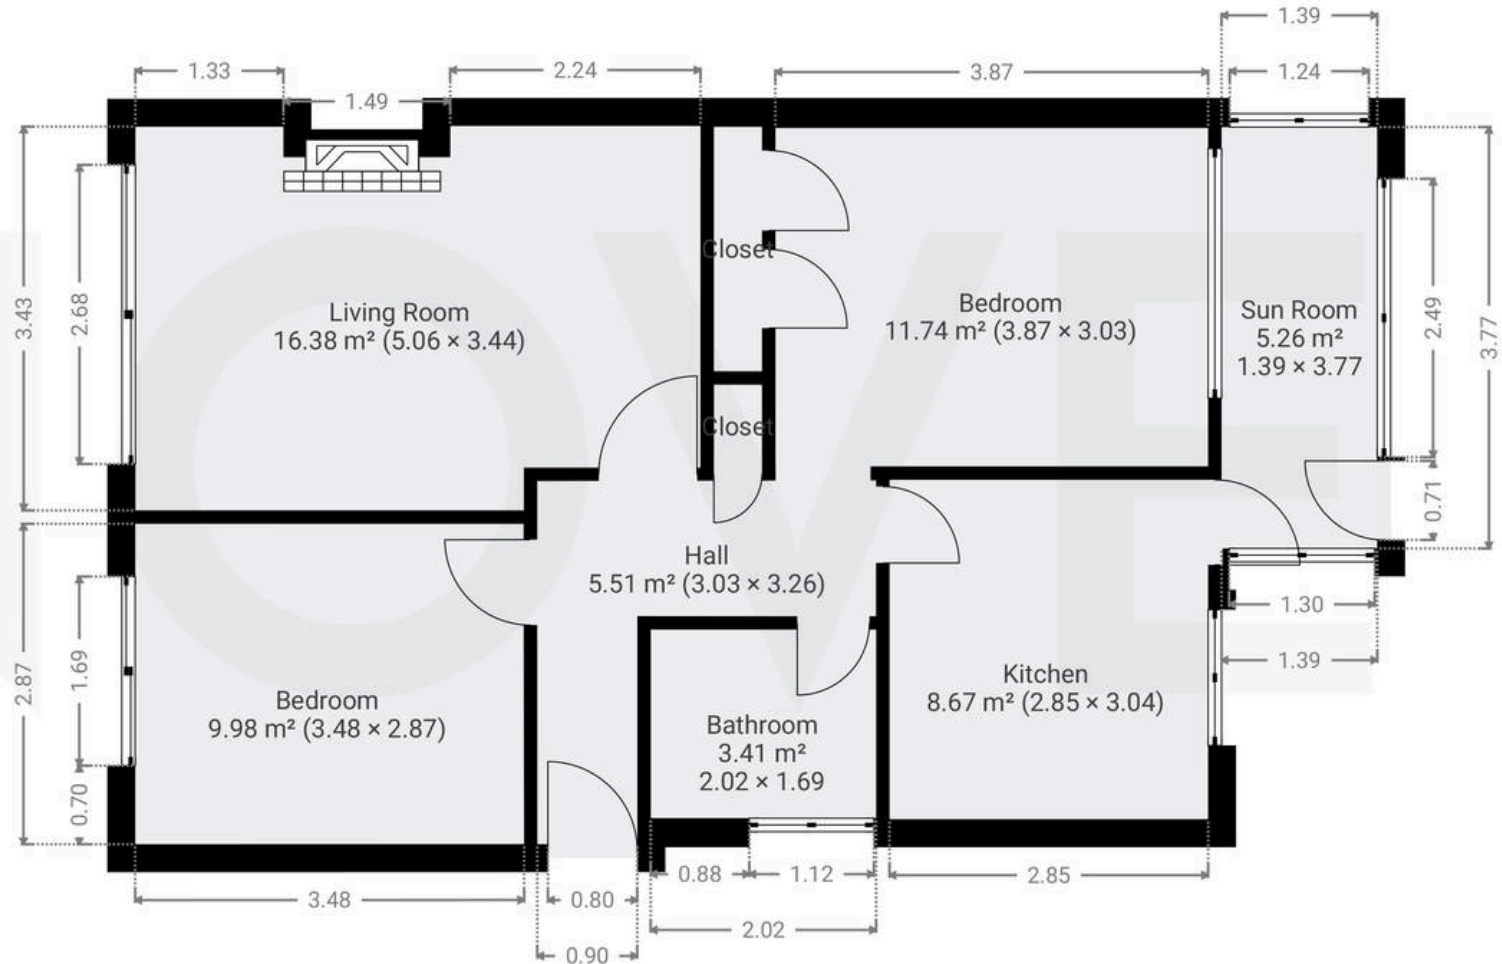 1.39
1.33
2.24
3.87
1.24
1.49
Closet
Living Room
16.38 m² (5.06 × 3.44)
Bedroom
11.74 m² (3.87 × 3.03)
Sun Room
5.26 m²
1.39 × 3.77
3.43
2.68
2.49
3.77
Closet
0.71
Hall
5.51 m² (3.03 × 3.26)
1.30
1.39
2.87
1.69
Bedroom
9.98 m² (3.48 × 2.87)
Kitchen
8.67 m² (2.85 × 3.04)
Bathroom
3.41 m²
2.02 × 1.69
0.70
0.88
1.12
2.85
3.48
0.80
2.02
0.90